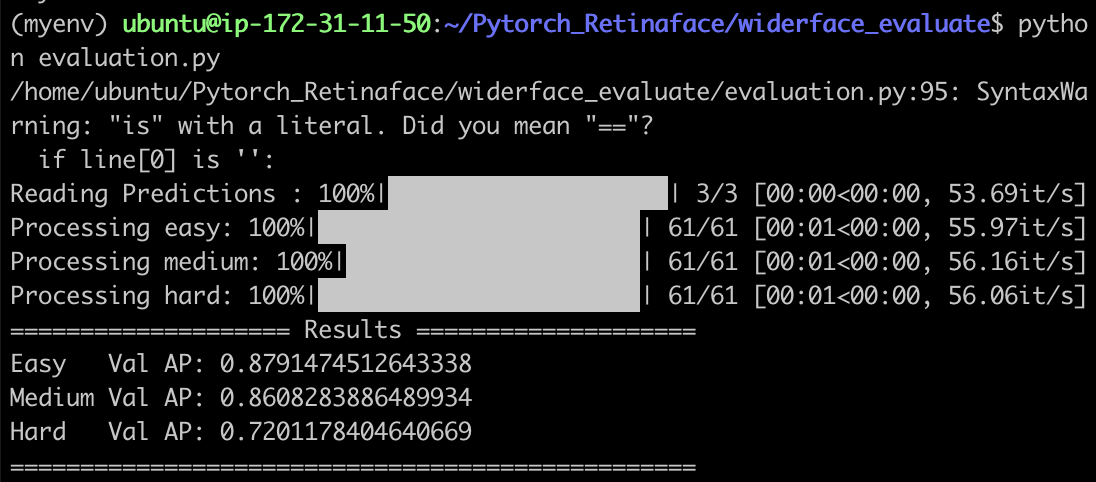 (myenv) ubuntu@ip-172-31-11-50:~/Pytorch_Retinaface/widerface_evaluate$ pytho
n evaluation.py
/home/ubuntu/Pytorch_Retinaface/widerface_evaluate/evaluation.py:95: SyntaxWa
rning: "is" with a literal. Did you mean "=="?
  if line[0] is '':
Reading Predictions : 100%|                    | 3/3 [00:00<00:00, 53.69it/s]
Processing easy: 100%|                       | 61/61 [00:01<00:00, 55.97it/s]
Processing medium: 100%|                     | 61/61 [00:01<00:00, 56.16it/s]
Processing hard: 100%|                       | 61/61 [00:01<00:00, 56.06it/s]
==================== Results ====================
Easy   Val AP: 0.8791474512643338
Medium Val AP: 0.8608283886489934
Hard   Val AP: 0.7201178404640669
=================================================